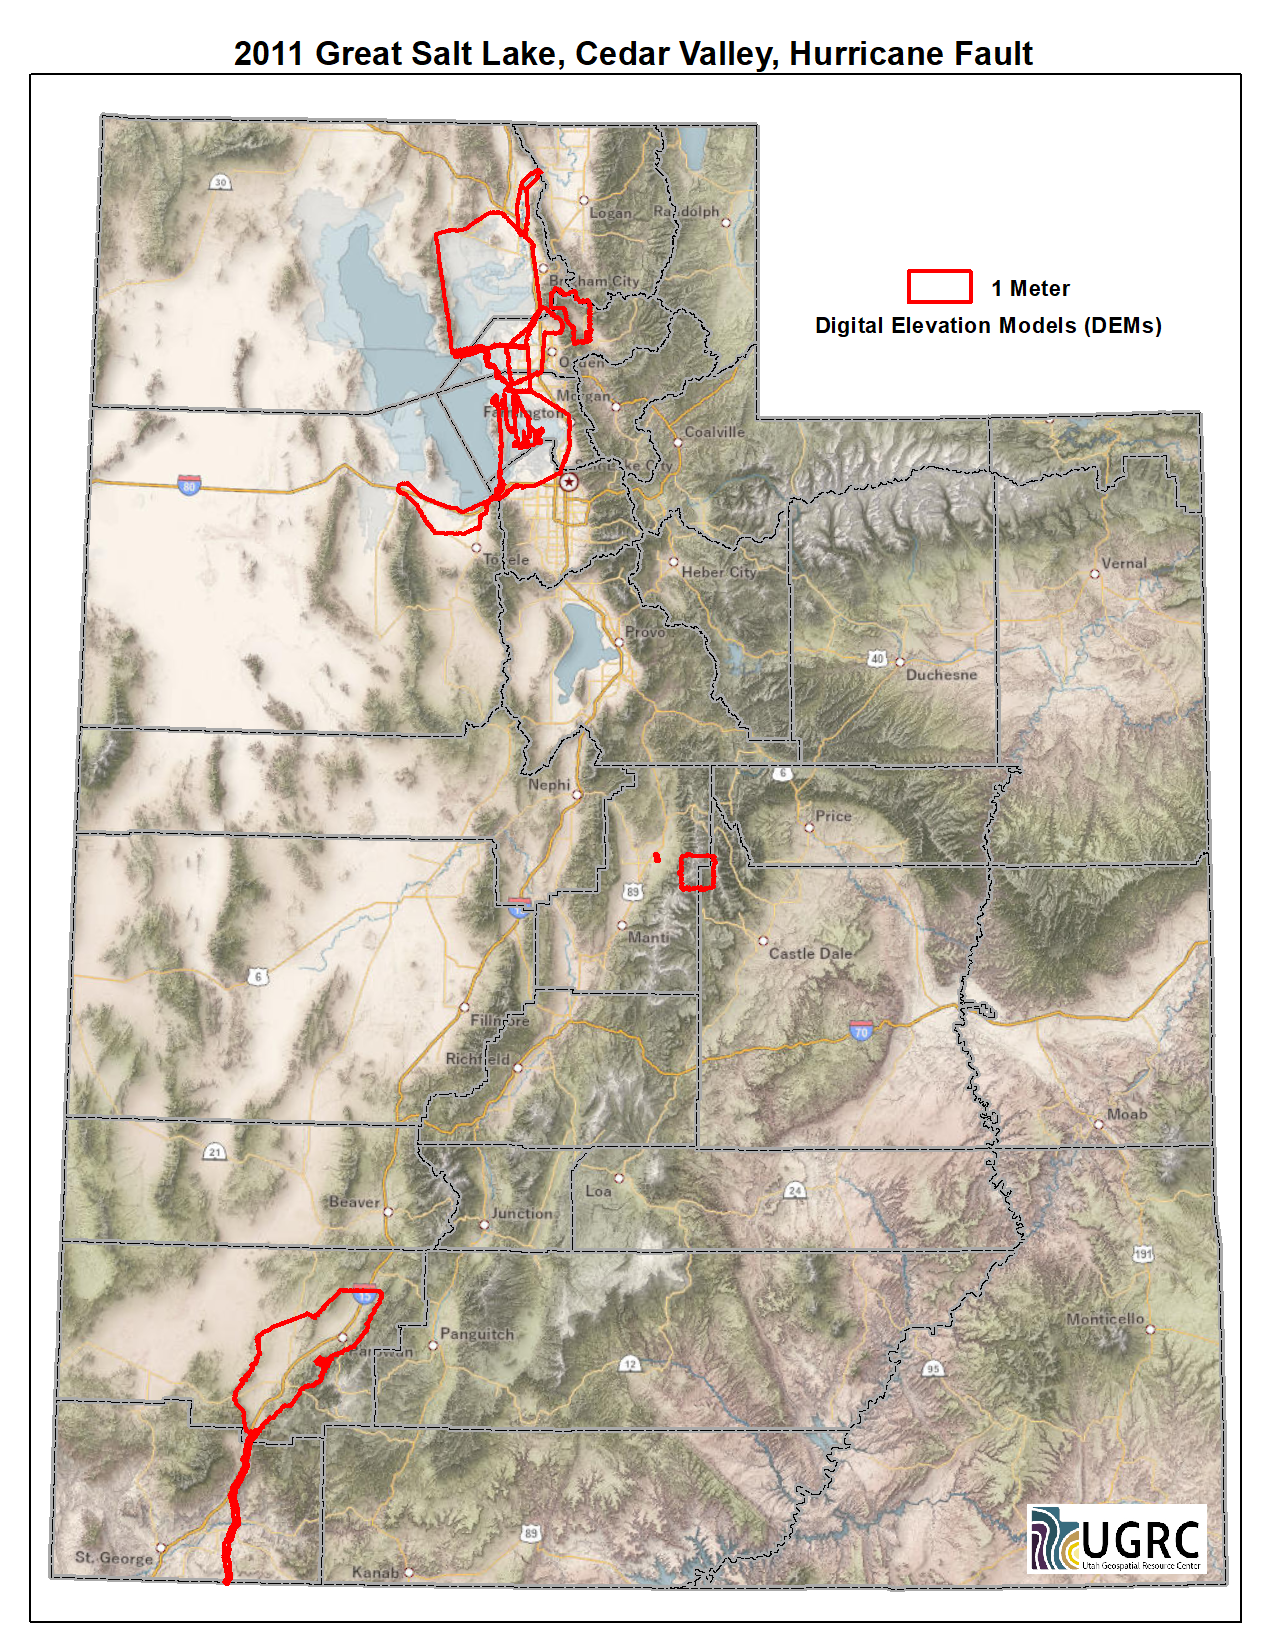 2011 Great Salt Lake, Cedar Valley, Hurricane Fault
30
Logan
Randolph
Brigham City
1 Meter
Digital Elevation Models (DEMs)
Ogden
Morgan
Farmington
Coalville
Salt Lake City
80
Tooele
Heber City
Vernal
Provo
40
Duchesne
6
Nephi
Price
89
Manti
Castle Dale
6
Fillmore
70
Richfield
Moab
21
Loa
24
Beaver
Junction
191
15
Monticello
Panguitch
Parowan
12
95
UGRC
Utah Geospatial Resource Center
89
St. George
Kanab